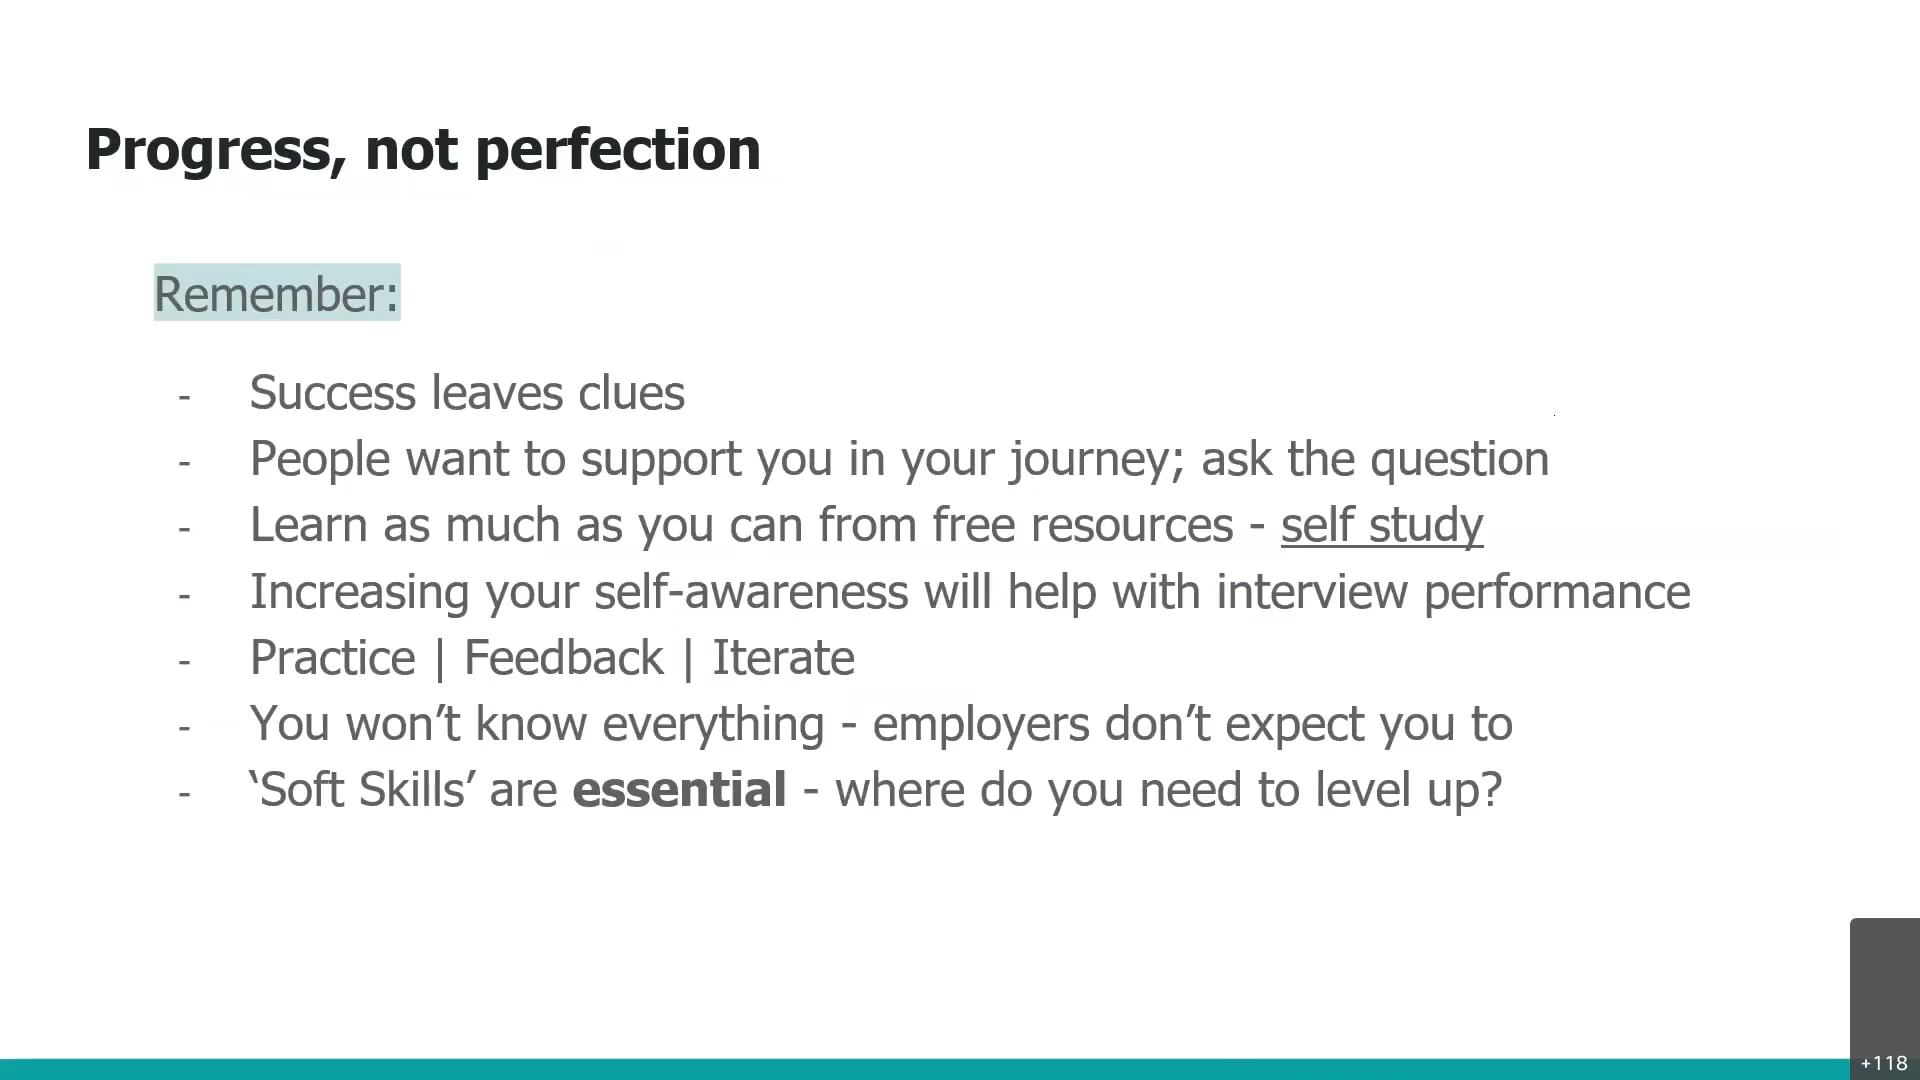 Progress, not perfection
Remember:
- Success leaves clues
- People want to support you in your journey; ask the question
- Learn as much as you can from free resources - self study
- Increasing your self-awareness will help with interview performance
- Practice | Feedback | Iterate
- You won’t know everything - employers don’t expect you to
- ‘Soft Skills’ are essential - where do you need to level up?
+118